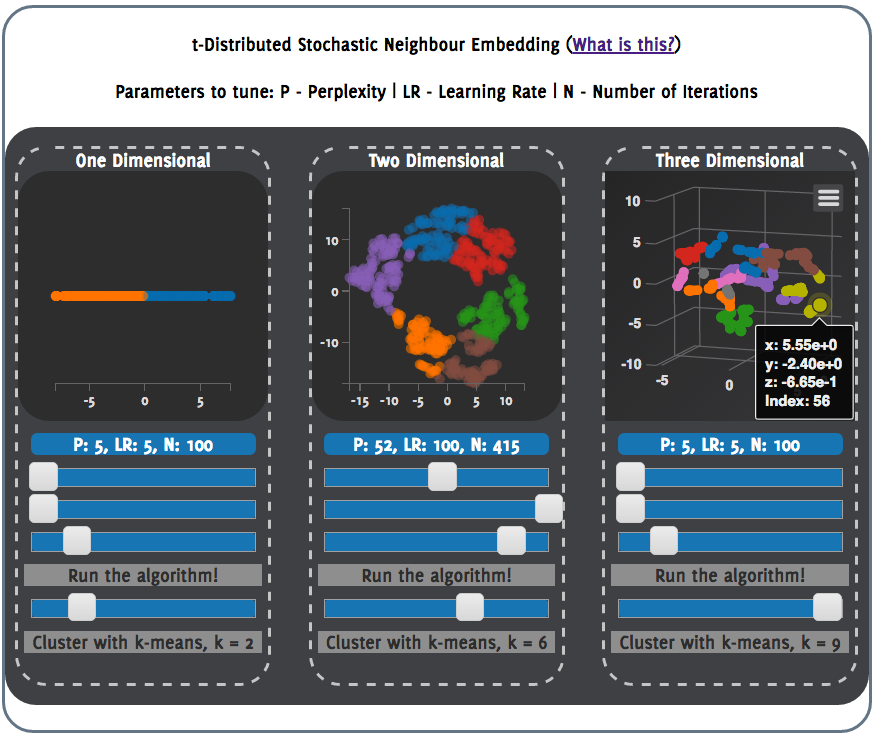 t-Distributed Stochastic Neighbour Embedding (What is this?)
Parameters to tune: P - Perplexity | LR - Learning Rate | N - Number of Iterations
One Dimensional
-5 0 5
P: 5, LR: 5, N: 100
Run the algorithm!
Cluster with k-means, k = 2
Two Dimensional
10
0
-10
-15 -10 -5 0 5 10
P: 52, LR: 100, N: 415
Run the algorithm!
Cluster with k-means, k = 6
Three Dimensional
10
5
0
-5
-10
-5 0
x: 5.55e+0
y: -2.40e+0
z: -6.65e-1
Index: 56
P: 5, LR: 5, N: 100
Run the algorithm!
Cluster with k-means, k = 9